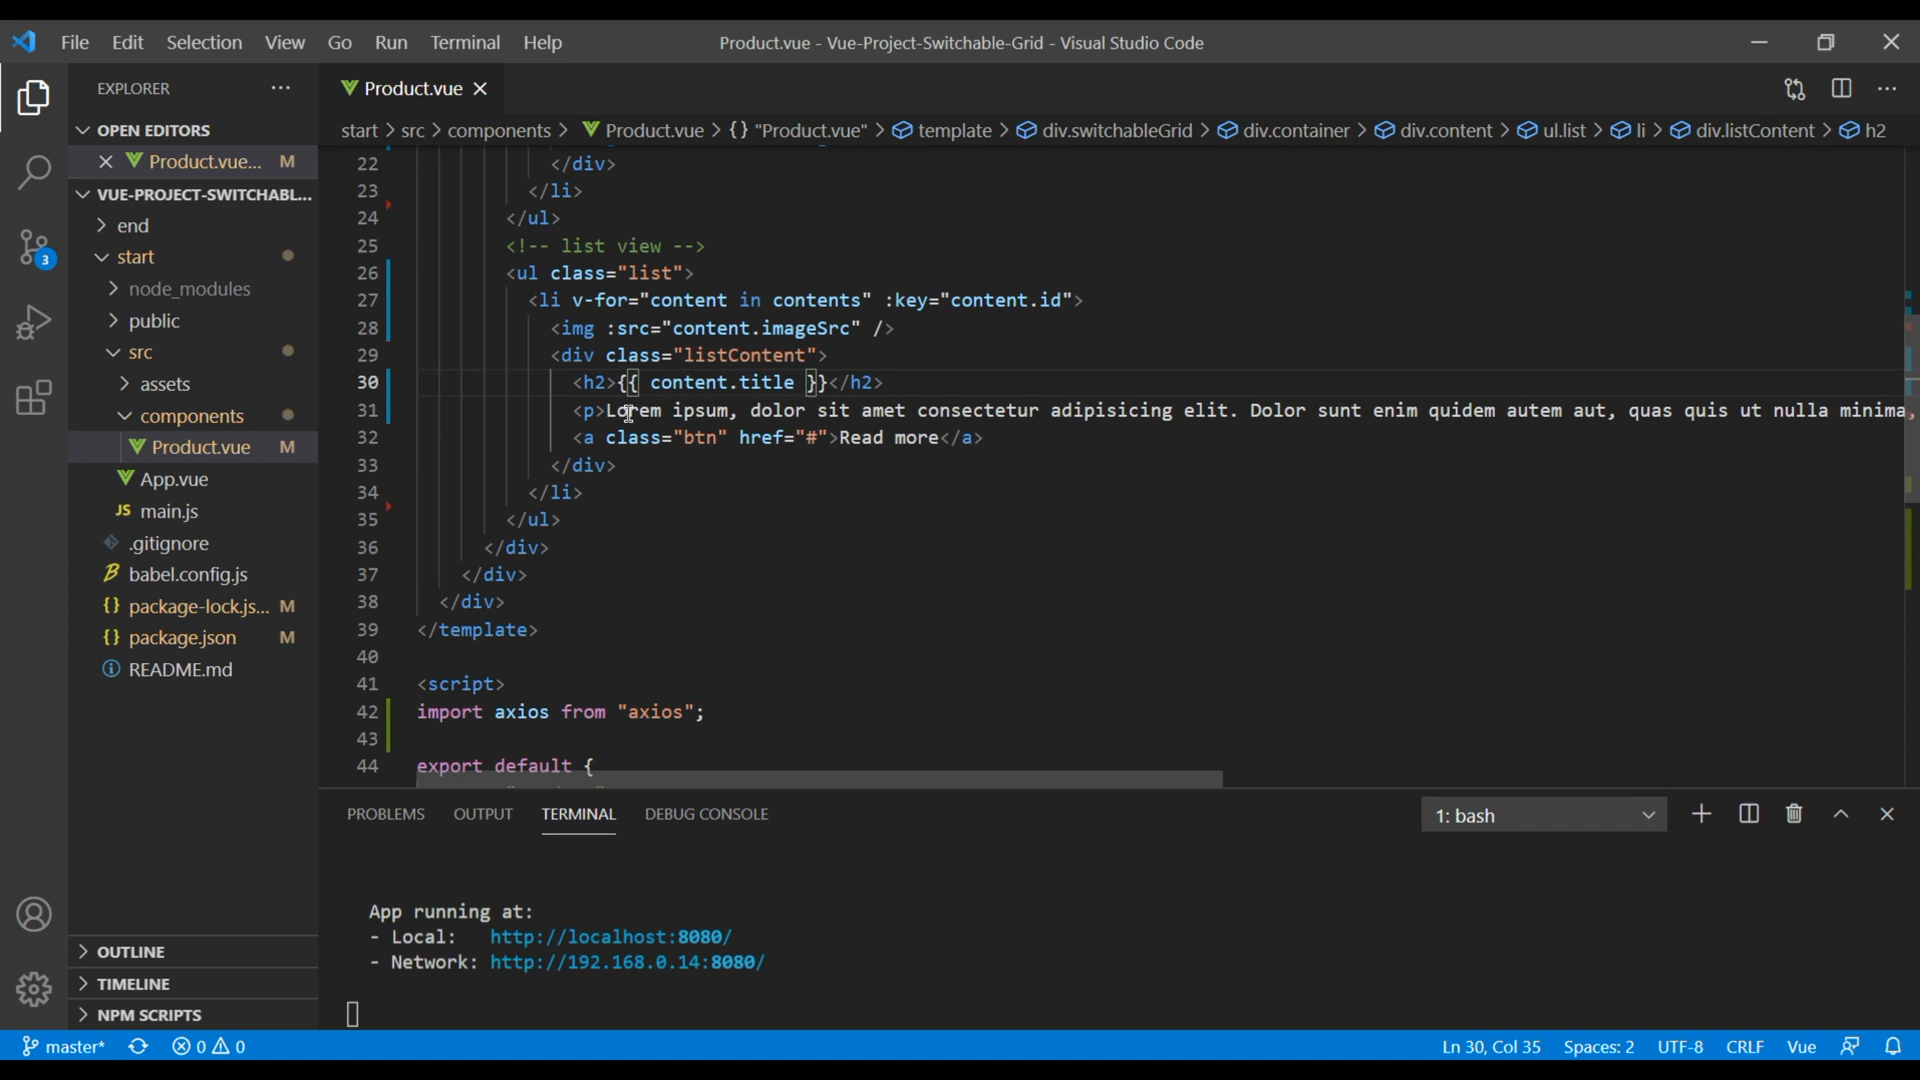 File Edit Selection View Go Run Terminal Help
Product.vue - Vue-Project-Switchable-Grid - Visual Studio Code
EXPLORER
OPEN EDITORS
Product.vue... M
VUE-PROJECT-SWITCHABL...
end
start
node_modules
public
src
assets
components
Product.vue M
App.vue
JS main.js
.gitignore
babel.config.js
{} package-lock.js... M
{} package.json M
README.md
OUTLINE
TIMELINE
NPM SCRIPTS
3
Product.vue
start > src > components > Product.vue > {} "Product.vue" > template > div.switchableGrid > div.container > div.content > ul.list > li > div.listContent > h2
22 </div>
23 </li>
24 </ul>
25 <!-- list view -->
26 <ul class="list">
27 <li v-for="content in contents" :key="content.id">
28 <img :src="content.imageSrc" />
29 <div class="listContent">
30 <h2>{{ content.title }}</h2>
31 <p>Lorem ipsum, dolor sit amet consectetur adipisicing elit. Dolor sunt enim quidem autem aut, quas quis ut nulla minima,
32 <a class="btn" href="#">Read more</a>
33 </div>
34 </li>
35 </ul>
36 </div>
37 </div>
38 </div>
39 </template>
40
41 <script>
42 import axios from "axios";
43
44 export default {
PROBLEMS OUTPUT TERMINAL DEBUG CONSOLE
1: bash
App running at:
- Local: http://localhost:8080/
- Network: http://192.168.0.14:8080/
master* 0 0
Ln 30, Col 35 Spaces: 2 UTF-8 CRLF Vue